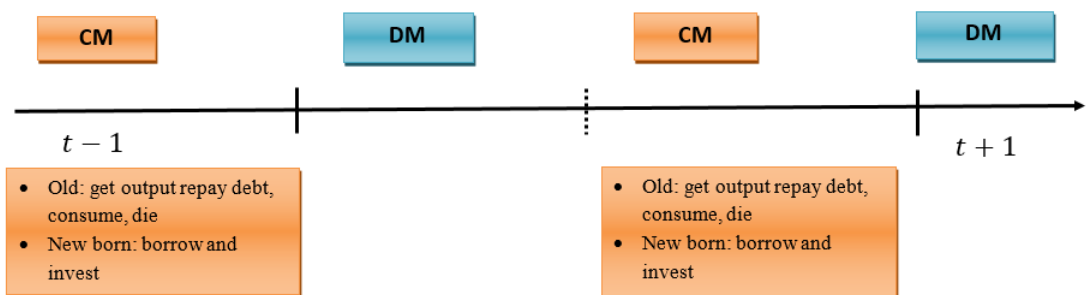 CM
DM
CM
DM
t − 1
t + 1
• Old: get output repay debt,
consume, die
• New born: borrow and
invest
• Old: get output repay debt,
consume, die
• New born: borrow and
invest